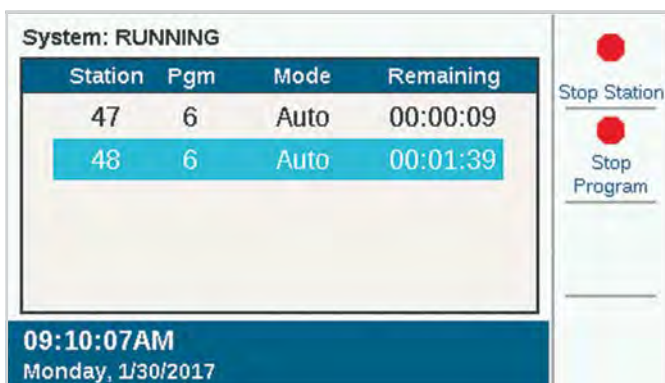 System: RUNNING
Station Pgm Mode Remaining
47 6 Auto 00:00:09
48 6 Auto 00:01:39
09:10:07AM
Monday, 1/30/2017
Stop Station
Stop
Program